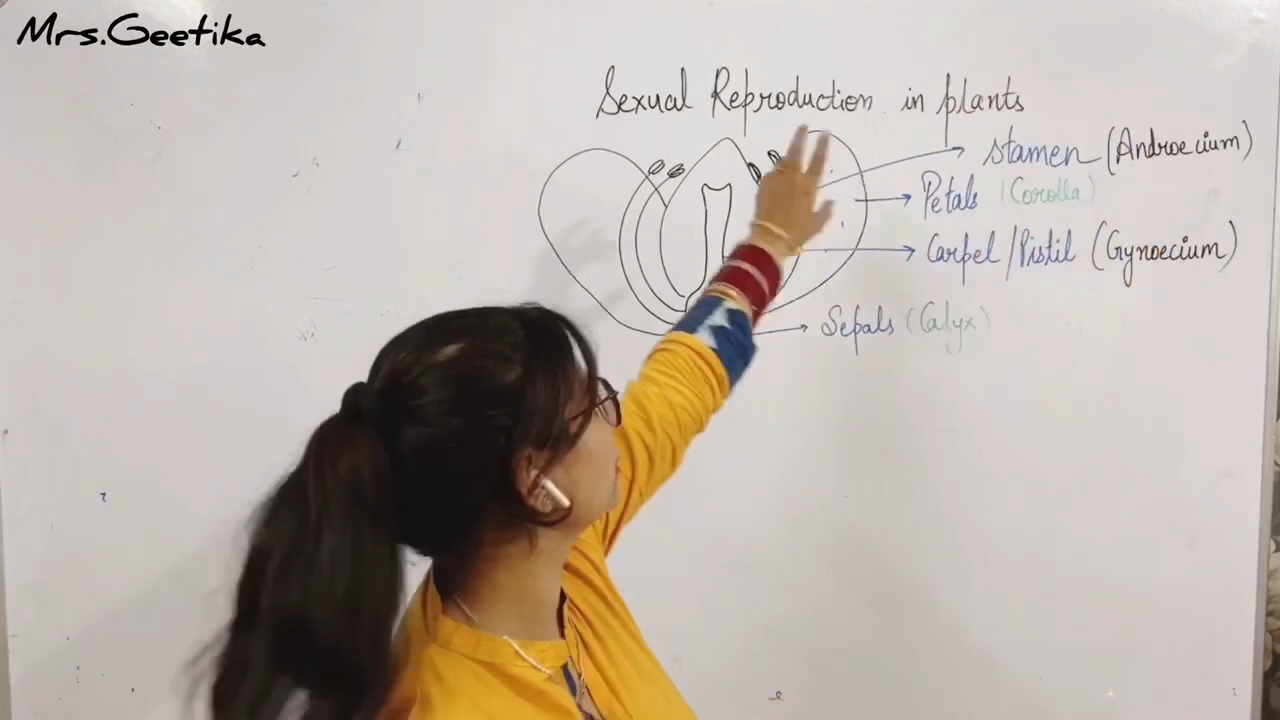 Mrs.Geetika
Sexual Reproduction in plants
Stamen (Androecium)
Petals (Corolla)
Carpel/Pistil (Gynoecium)
Sepals (Calyx)